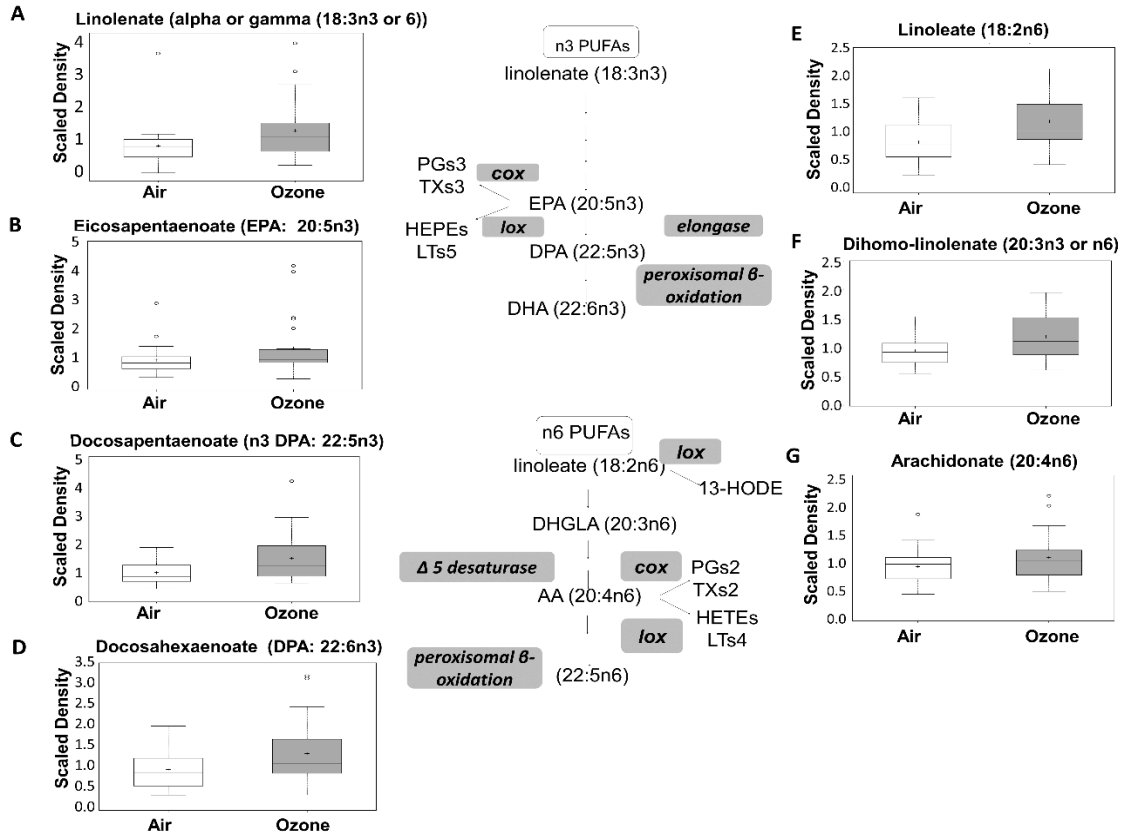 A
Linolenate (alpha or gamma (18:3n3 or 6))
Scaled Density
4
3
2
1
0
Air
Ozone
B
Eicosapentaenoate (EPA: 20:5n3)
Scaled Density
5
4
3
2
1
0
Air
Ozone
C
Docosapentaenoate (n3 DPA: 22:5n3)
Scaled Density
5
4
3
2
1
0
Air
Ozone
D
Docosahexaenoate (DPA: 22:6n3)
Scaled Density
3.5
3.0
2.5
2.0
1.5
1.0
0.5
0.0
Air
Ozone
n3 PUFAs
linolenate (18:3n3)
PGs3
TXs3
cox
EPA (20:5n3)
HEPEs
LTs5
lox
elongase
DPA (22:5n3)
peroxisomal β-
oxidation
DHA (22:6n3)
n6 PUFAs
lox
linoleate (18:2n6)
13-HODE
DHGLA (20:3n6)
Δ 5 desaturase
cox
PGs2
TXs2
AA (20:4n6)
HETEs
LTs4
lox
peroxisomal β-
oxidation
(22:5n6)
E
Linoleate (18:2n6)
Scaled Density
2.5
2.0
1.5
1.0
0.5
0.0
Air
Ozone
F
Dihomo-linolenate (20:3n3 or n6)
Scaled Density
2.5
2.0
1.5
1.0
0.5
0.0
Air
Ozone
G
Arachidonate (20:4n6)
Scaled Density
2.5
2.0
1.5
1.0
0.5
0.0
Air
Ozone